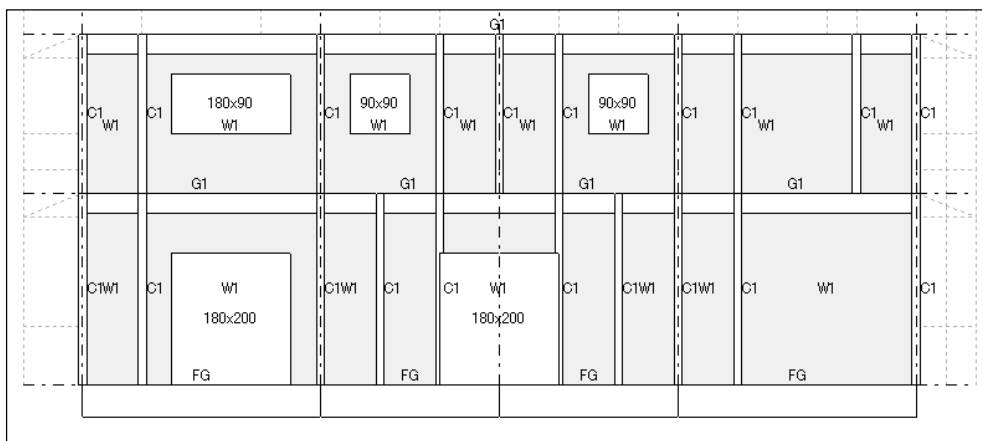 G1
180x90 90x90 90x90
C1 C1 C1 C1 C1 C1 C1 C1 C1 C1
W1 W1 W1 W1 W1 W1 W1 W1
G1 G1 G1 G1
C1W1 C1 W1 C1W1 C1 C1 W1 C1 C1W1 C1W1 C1 W1 C1
180x200 180x200
FG FG FG FG